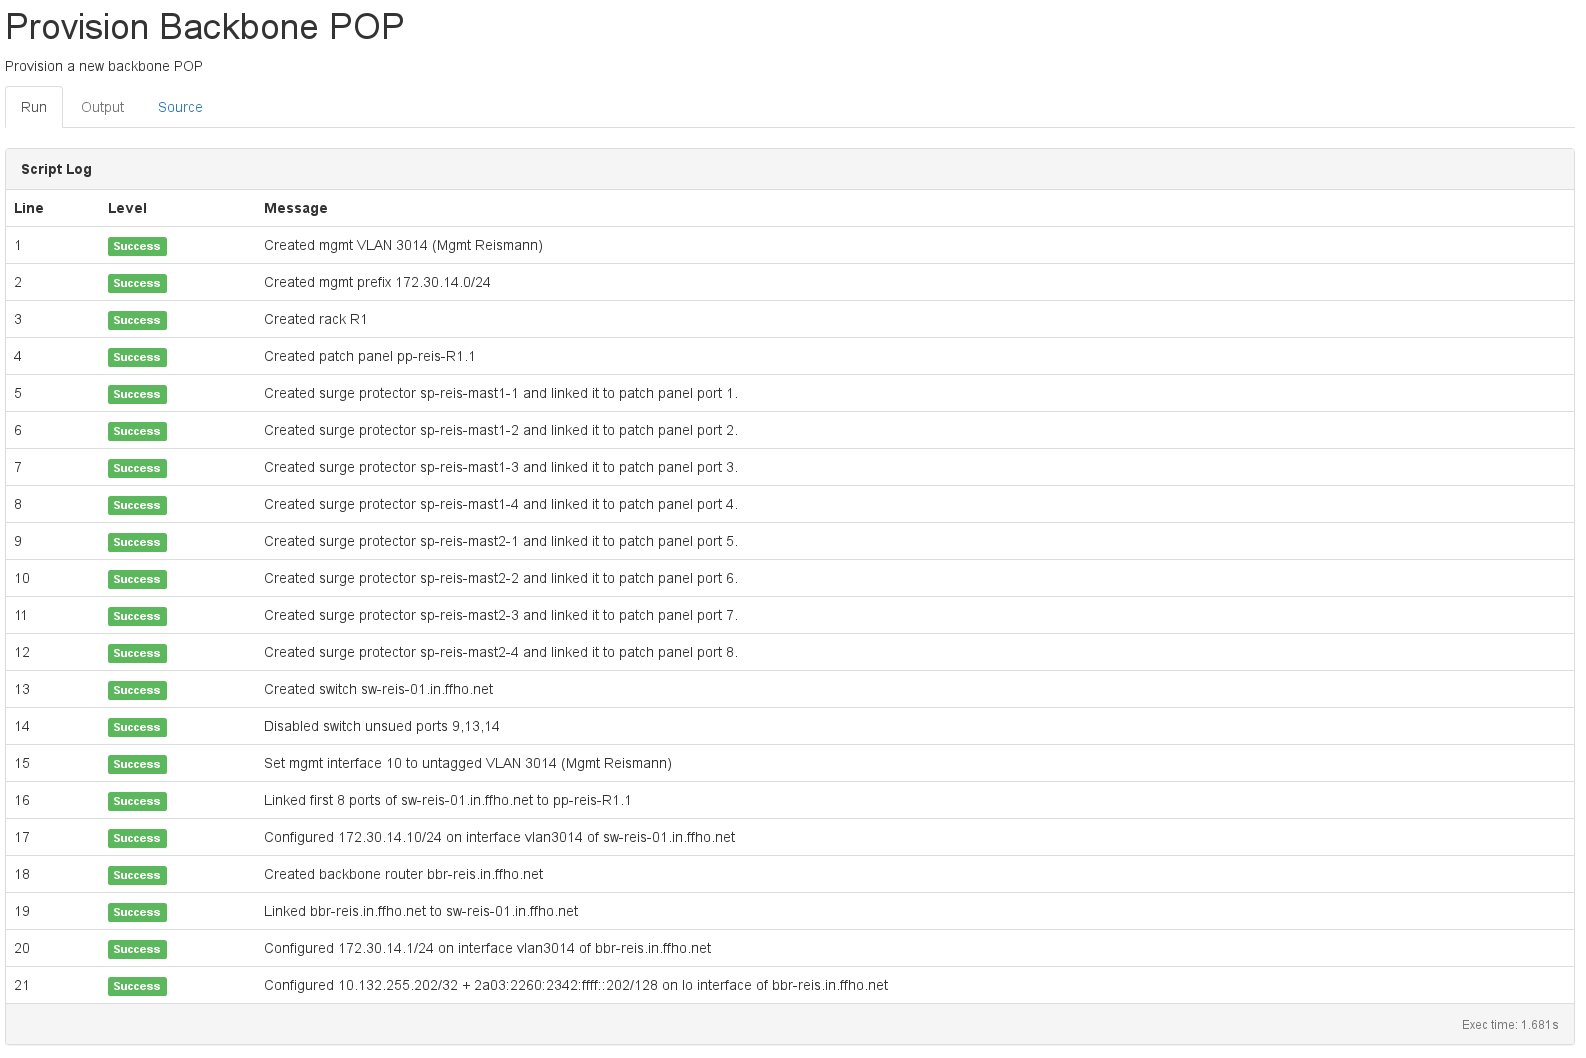 Provision Backbone POP
Provision a new backbone POP
Run Output Source
Script Log
Line Level Message
1 Success Created mgmt VLAN 3014 (Mgmt Reismann)
2 Success Created mgmt prefix 172.30.14.0/24
3 Success Created rack R1
4 Success Created patch panel pp-reis-R1.1
5 Success Created surge protector sp-reis-mast1-1 and linked it to patch panel port 1.
6 Success Created surge protector sp-reis-mast1-2 and linked it to patch panel port 2.
7 Success Created surge protector sp-reis-mast1-3 and linked it to patch panel port 3.
8 Success Created surge protector sp-reis-mast1-4 and linked it to patch panel port 4.
9 Success Created surge protector sp-reis-mast2-1 and linked it to patch panel port 5.
10 Success Created surge protector sp-reis-mast2-2 and linked it to patch panel port 6.
11 Success Created surge protector sp-reis-mast2-3 and linked it to patch panel port 7.
12 Success Created surge protector sp-reis-mast2-4 and linked it to patch panel port 8.
13 Success Created switch sw-reis-01.in.ffho.net
14 Success Disabled switch unsued ports 9,13,14
15 Success Set mgmt interface 10 to untagged VLAN 3014 (Mgmt Reismann)
16 Success Linked first 8 ports of sw-reis-01.in.ffho.net to pp-reis-R1.1
17 Success Configured 172.30.14.10/24 on interface vlan3014 of sw-reis-01.in.ffho.net
18 Success Created backbone router bbr-reis.in.ffho.net
19 Success Linked bbr-reis.in.ffho.net to sw-reis-01.in.ffho.net
20 Success Configured 172.30.14.1/24 on interface vlan3014 of bbr-reis.in.ffho.net
21 Success Configured 10.132.255.202/32 + 2a03:2260:2342:ffff::202/128 on lo interface of bbr-reis.in.ffho.net
Exec time: 1.681s